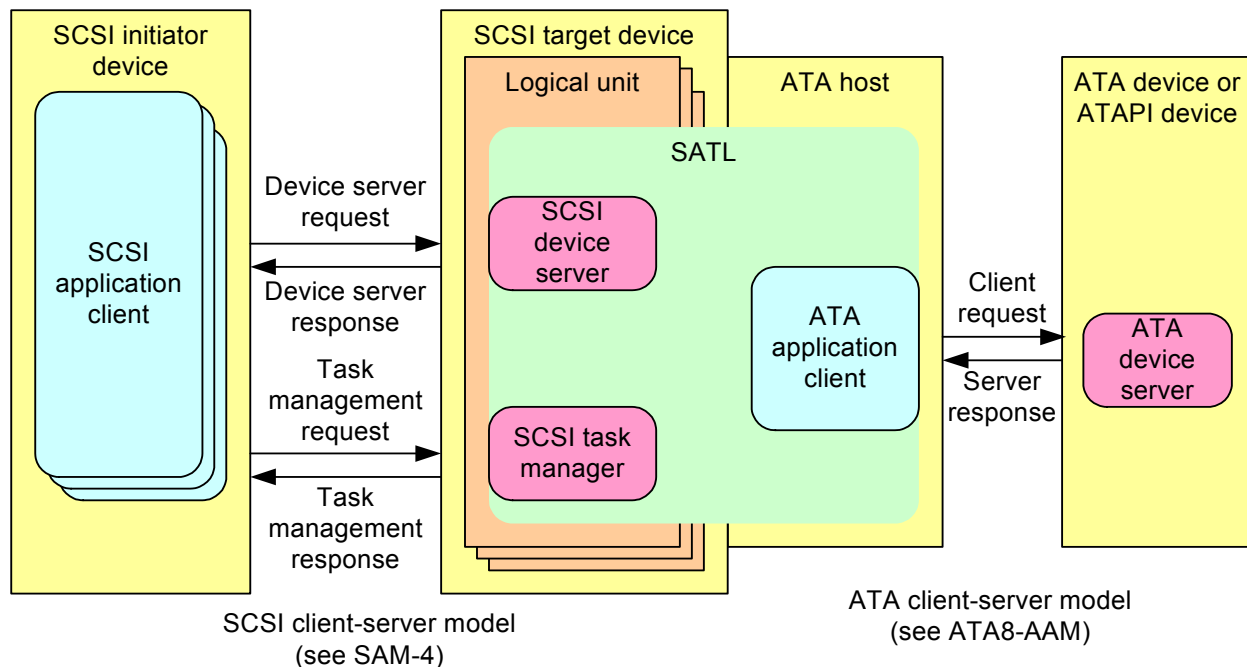 SCSI initiator
device
SCSI
application
client
Device server
request
Device server
response
Task
management
request
Task
management
response
SCSI target device
Logical unit
ATA host
SATL
SCSI
device
server
SCSI task
manager
ATA
application
client
Client
request
Server
response
ATA device or
ATAPI device
ATA
device
server
SCSI client-server model
(see SAM-4)
ATA client-server model
(see ATA8-AAM)